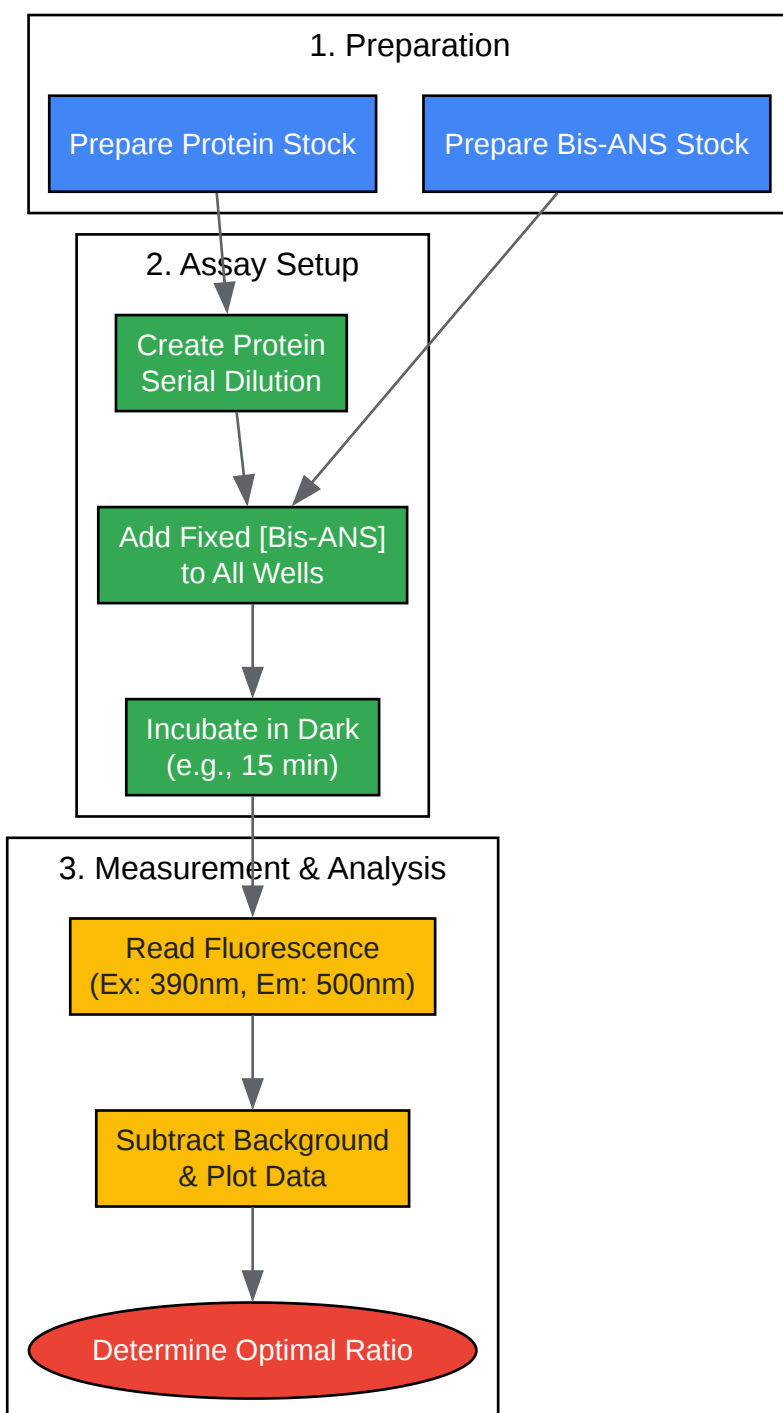 1. Preparation
Prepare Protein Stock
Prepare Bis-ANS Stock
2. Assay Setup
Create Protein
Serial Dilution
Add Fixed [Bis-ANS]
to All Wells
Incubate in Dark
(e.g., 15 min)
3. Measurement & Analysis
Read Fluorescence
(Ex: 390nm, Em: 500nm)
Subtract Background
& Plot Data
Determine Optimal Ratio